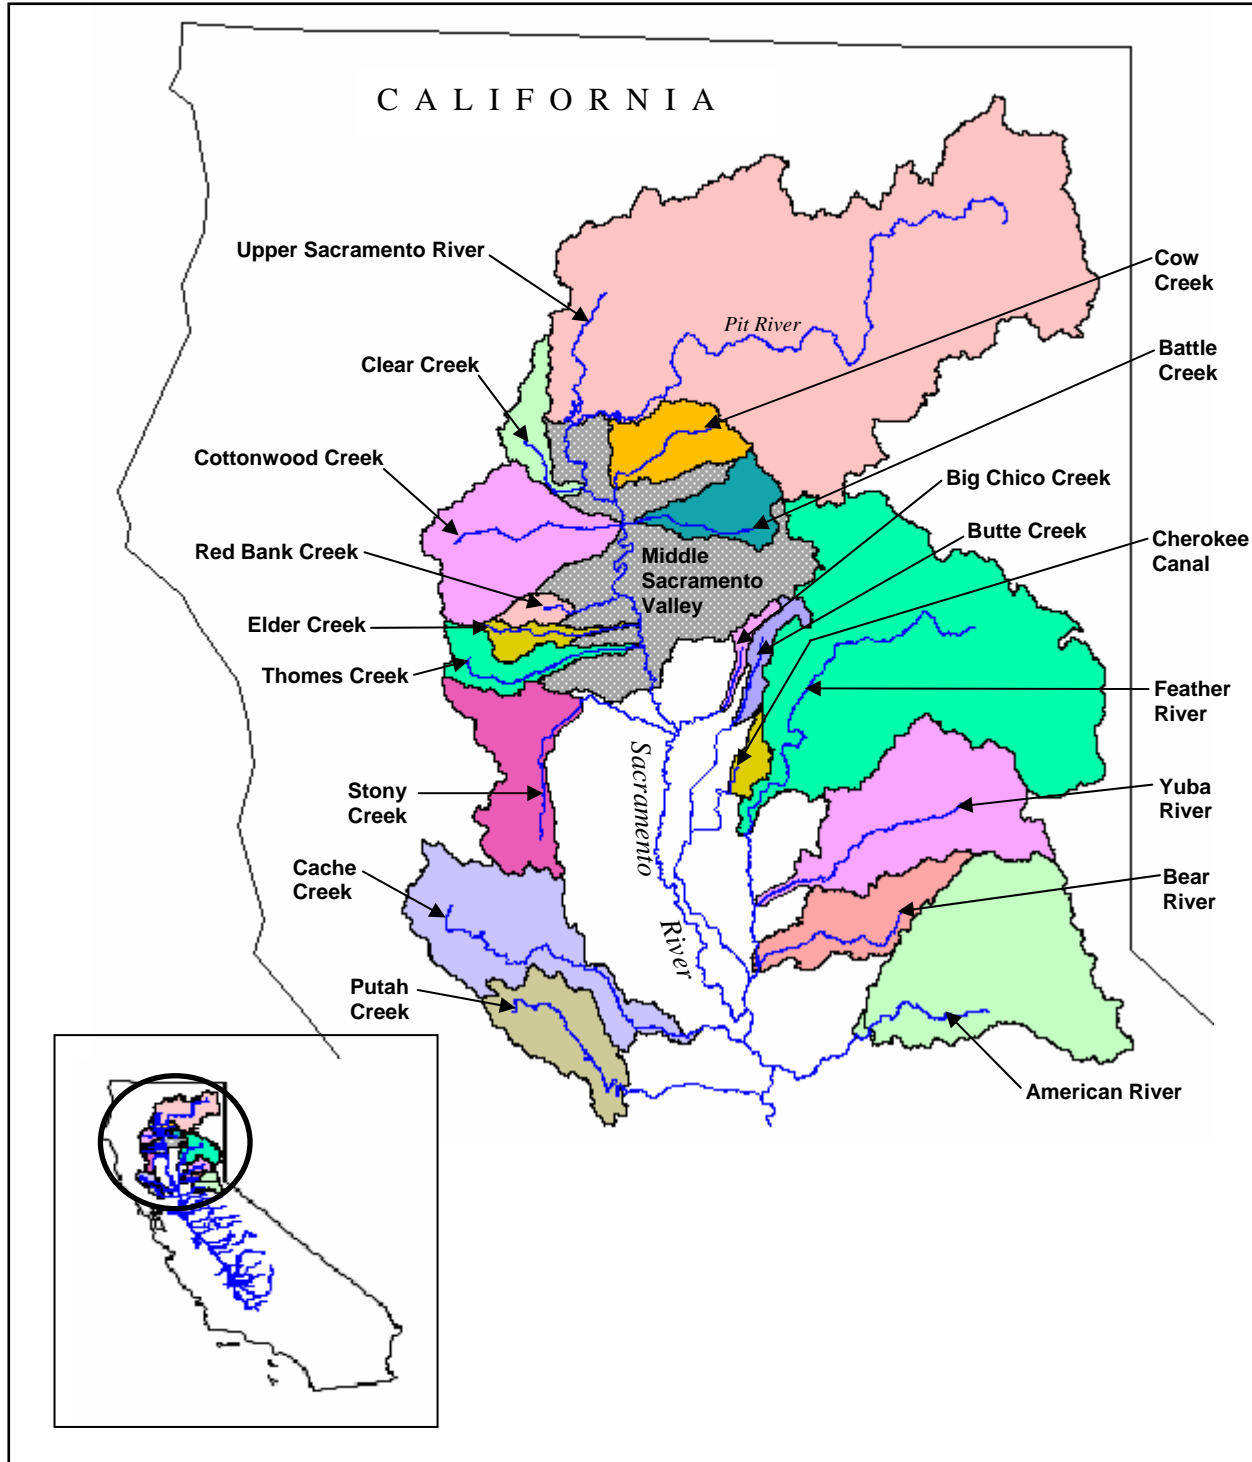 CALIFORNIA
Upper Sacramento River
Cow
Creek
Pit River
Battle
Creek
Clear Creek
Cottonwood Creek
Big Chico Creek
Red Bank Creek
Butte Creek
Cherokee
Canal
Middle
Sacramento
Valley
Elder Creek
Thomes Creek
Feather
River
Sacramento
River
Stony
Creek
Yuba
River
Cache
Creek
Bear
River
Putah
Creek
American River